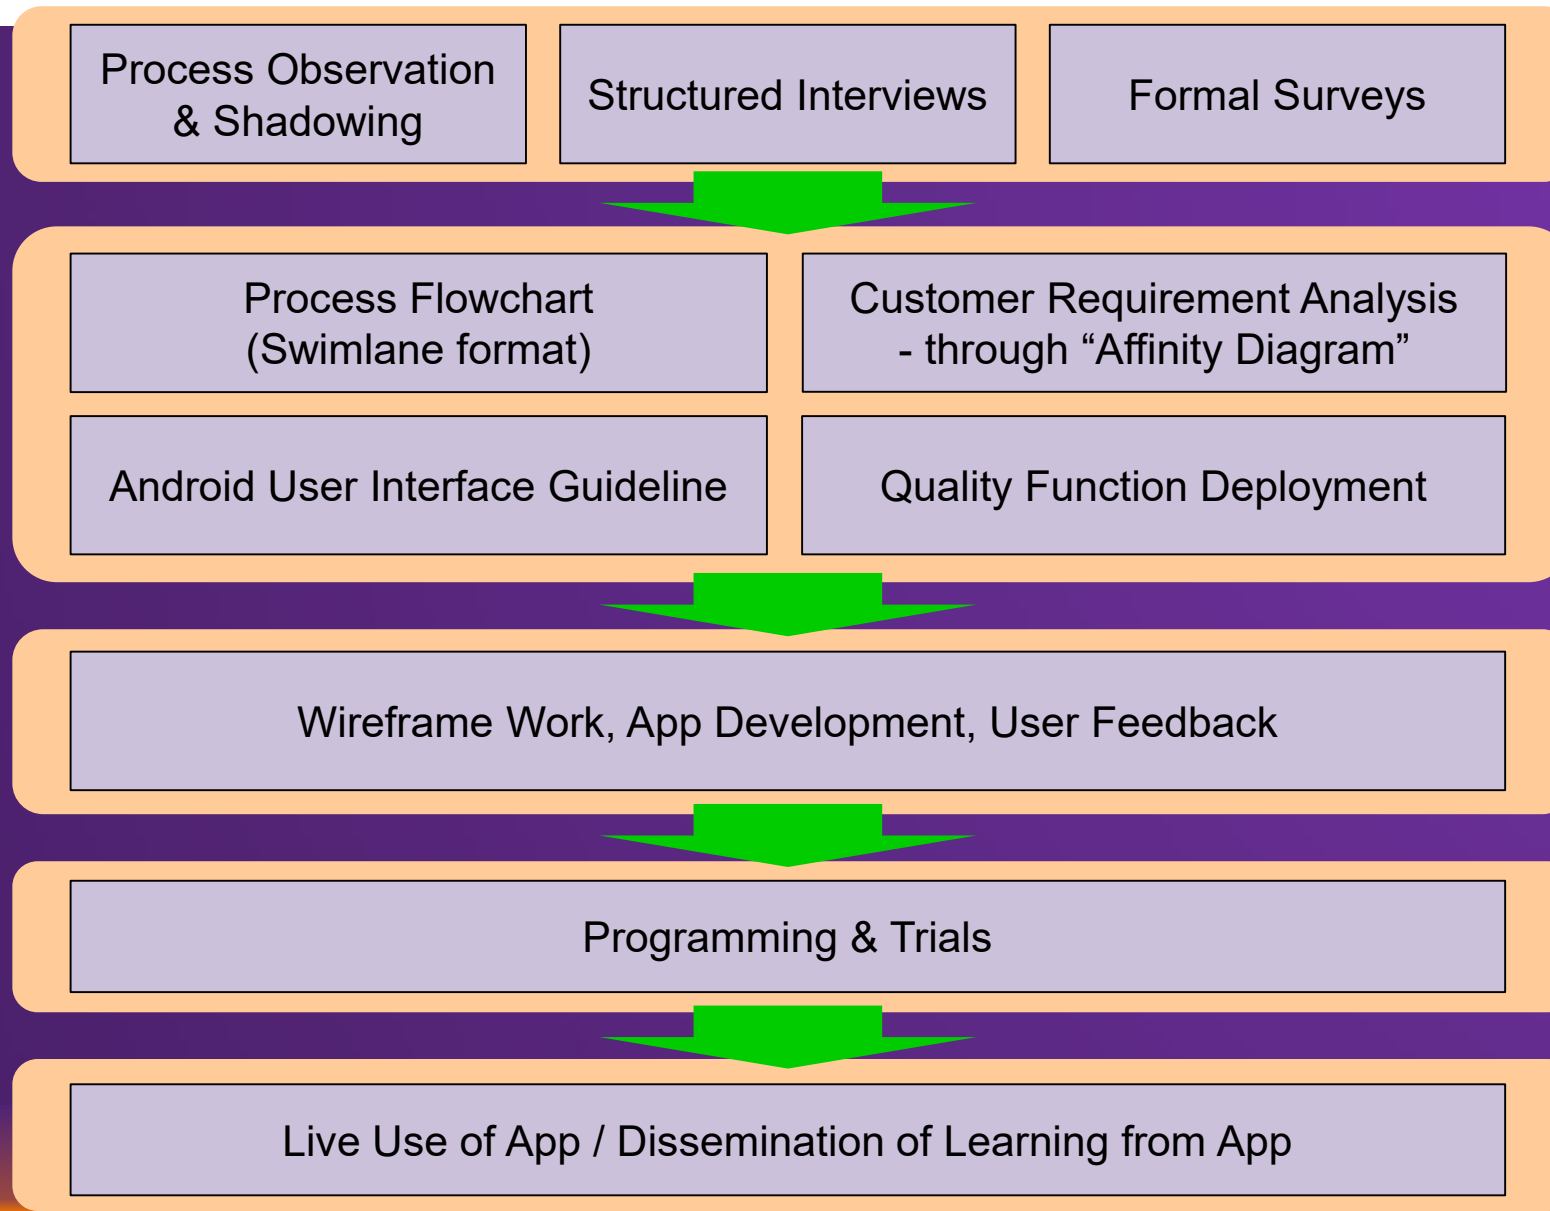 Process Observation
& Shadowing
Structured Interviews
Formal Surveys
Process Flowchart
(Swimlane format)
Customer Requirement Analysis
- through “Affinity Diagram”
Android User Interface Guideline
Quality Function Deployment
Wireframe Work, App Development, User Feedback
Programming & Trials
Live Use of App / Dissemination of Learning from App